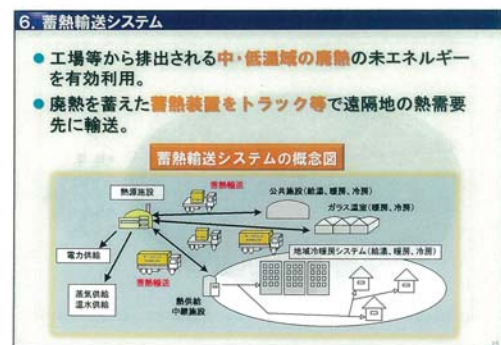 6. 蓄熱輸送システム
● 工場等から排出される中・低温域の廃熱の未エネルギー
を有効利用。
● 廃熱を蓄えた蓄熱装置をトラック等で遠隔地の熱需要
先に輸送。
蓄熱輸送システムの概念図
熱源施設
蓄熱輸送
公共施設(給湯、暖房、冷房)
ガラス温室(暖房、冷房)
電力供給
地域冷暖房システム(給湯、暖房、冷房)
蒸気供給
温水供給
蓄熱輸送
熱供給
中継施設